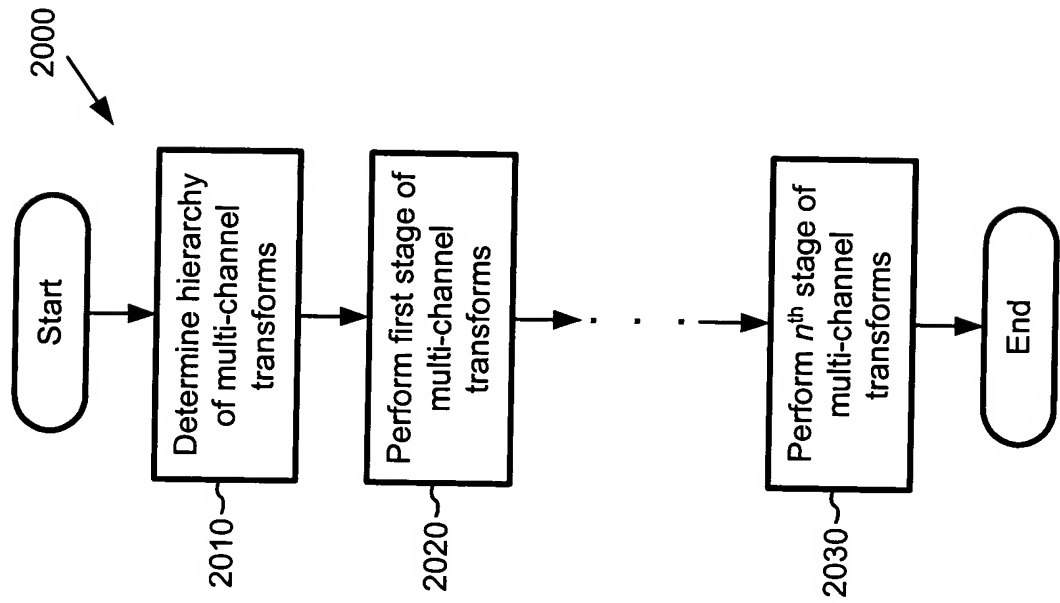 2000
Start
Determine hierarchy
of multi-channel
transforms
2010
Perform first stage of
multi-channel
transforms
2020
. . .
Perform nth stage of
multi-channel
transforms
2030
End